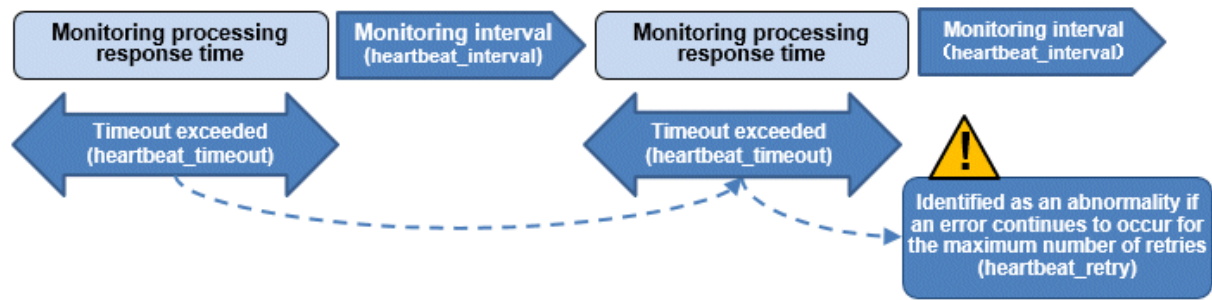 Monitoring processing
response time
Monitoring interval
(heartbeat_interval)
Monitoring processing
response time
Monitoring interval
(heartbeat_interval)
Timeout exceeded
(heartbeat_timeout)
Timeout exceeded
(heartbeat_timeout)
!
Identified as an abnormality if
an error continues to occur for
the maximum number of retries
(heartbeat_retry)